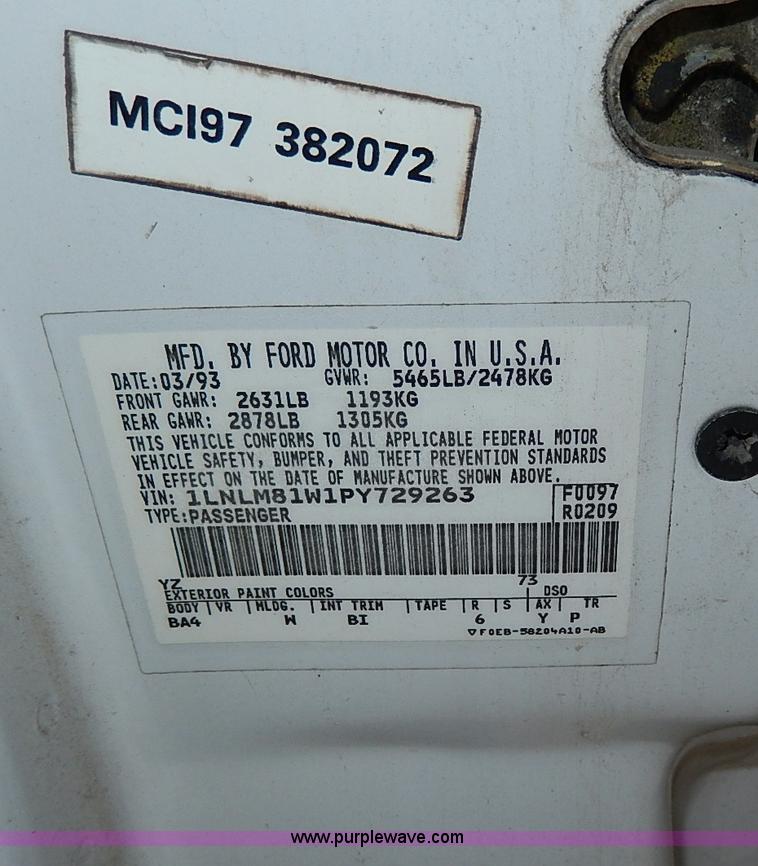 MCI97 382072
MFD. BY FORD MOTOR CO. IN U.S.A.
DATE:03/93 GVWR: 5465LB/2478KG
FRONT GAWR: 2631LB 1193KG
REAR GAWR: 2878LB 1305KG
THIS VEHICLE CONFORMS TO ALL APPLICABLE FEDERAL MOTOR
VEHICLE SAFETY, BUMPER, AND THEFT PREVENTION STANDARDS
IN EFFECT ON THE DATE OF MANUFACTURE SHOWN ABOVE.
VIN: 1LNLM81W1PY729263 F0097
TYPE:PASSENGER R0209
YZ 73
EXTERIOR PAINT COLORS DSO
BODY VR MLDG. INT TRIM TAPE R S AX TR
BA4 W BI 6 Y P
▽F0EB-58204A10-AB
www.purplewave.com